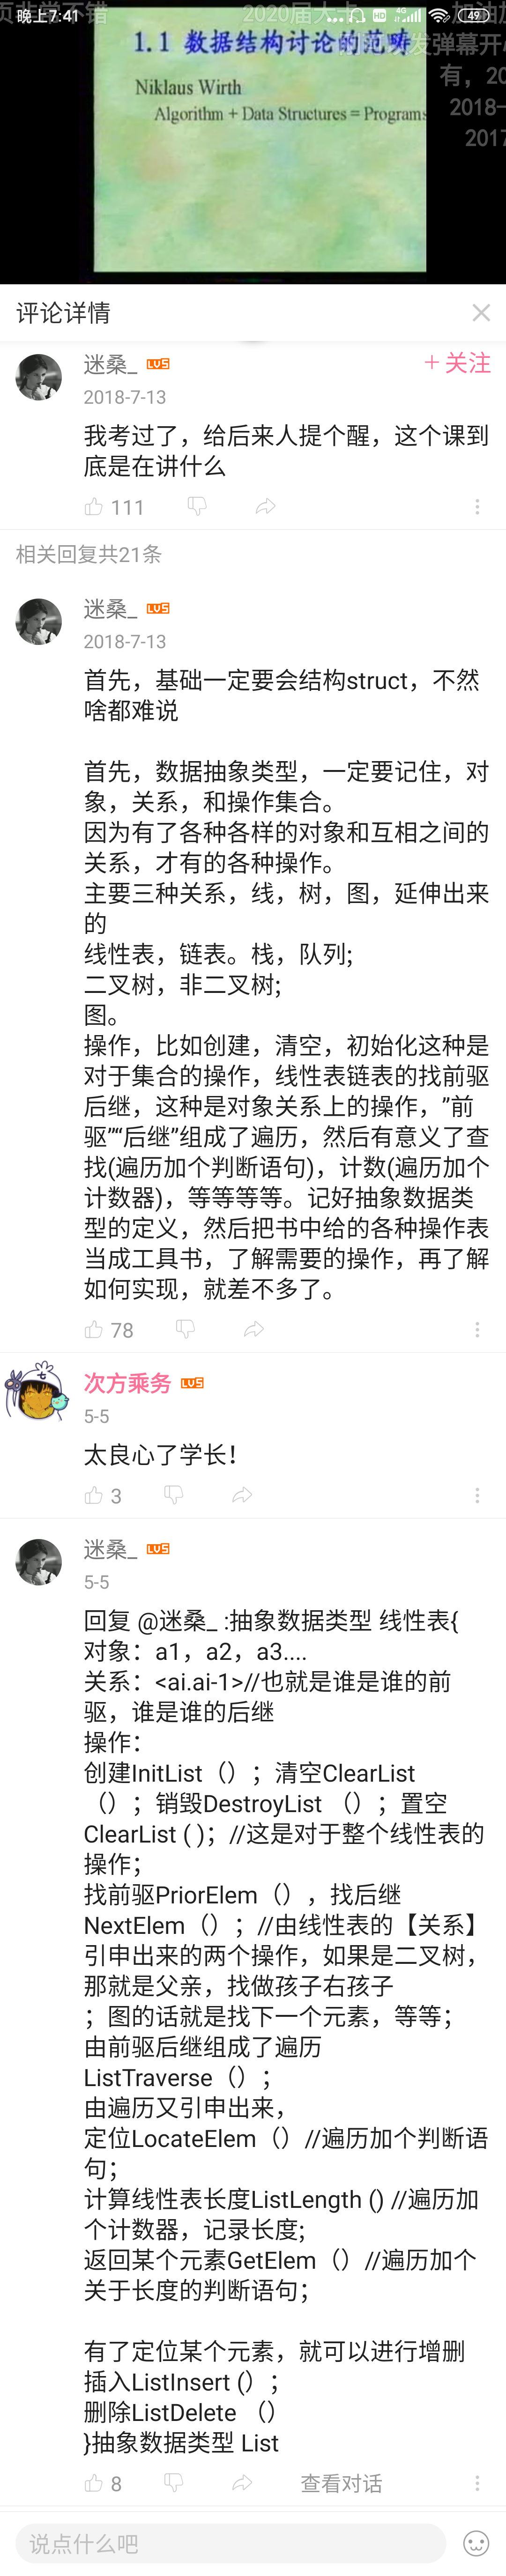 晚上7:41
HD
4G
49
页非常不错
2020届大
加油加
发弹幕开
有，20
2018-
2017
1.1 数据结构讨论的范畴
Niklaus Wirth
Algorithm + Data Structures = Programs
评论详情
迷桑_ LV5
+ 关注
2018-7-13
我考过了，给后来人提个醒，这个课到
底是在讲什么
111
相关回复共21条
迷桑_ LV5
2018-7-13
首先，基础一定要会结构struct，不然
啥都难说
首先，数据抽象类型，一定要记住，对
象，关系，和操作集合。
因为有了各种各样的对象和互相之间的
关系，才有的各种操作。
主要三种关系，线，树，图，延伸出来
的
线性表，链表。栈，队列;
二叉树，非二叉树;
图。
操作，比如创建，清空，初始化这种是
对于集合的操作，线性表链表的找前驱
后继，这种是对象关系上的操作，”前
驱”“后继”组成了遍历，然后有意义了查
找(遍历加个判断语句)，计数(遍历加个
计数器)，等等等等。记好抽象数据类
型的定义，然后把书中给的各种操作表
当成工具书，了解需要的操作，再了解
如何实现，就差不多了。
78
次方乘务 LV5
5-5
太良心了学长！
3
迷桑_ LV5
5-5
回复 @迷桑_ :抽象数据类型 线性表{
对象：a1，a2，a3....
关系：<ai.ai-1>//也就是谁是谁的前
驱，谁是谁的后继
操作：
创建InitList（）；清空ClearList
（）；销毁DestroyList （）；置空
ClearList ( )；//这是对于整个线性表的
操作；
找前驱PriorElem（），找后继
NextElem（）；//由线性表的【关系】
引申出来的两个操作，如果是二叉树，
那就是父亲，找做孩子右孩子
；图的话就是找下一个元素，等等；
由前驱后继组成了遍历
ListTraverse（）；
由遍历又引申出来，
定位LocateElem（）//遍历加个判断语
句；
计算线性表长度ListLength () //遍历加
个计数器，记录长度;
返回某个元素GetElem（）//遍历加个
关于长度的判断语句；
有了定位某个元素，就可以进行增删
插入ListInsert (）；
删除ListDelete （）
}抽象数据类型 List
8
查看对话
说点什么吧